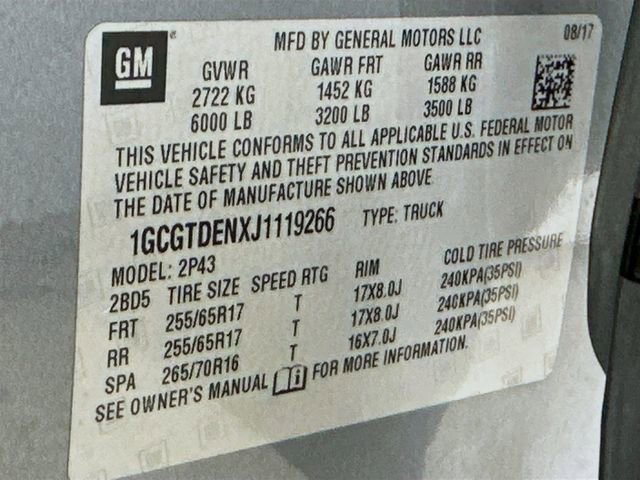 GM MFD BY GENERAL MOTORS LLC 08/17
GVWR GAWR FRT GAWR RR
2722 KG 1452 KG 1588 KG
6000 LB 3200 LB 3500 LB
THIS VEHICLE CONFORMS TO ALL APPLICABLE U.S. FEDERAL MOTOR
VEHICLE SAFETY AND THEFT PREVENTION STANDARDS IN EFFECT ON
THE DATE OF MANUFACTURE SHOWN ABOVE
1GCGTDENXJ1119266 TYPE: TRUCK
MODEL: 2P43
2BD5 TIRE SIZE SPEED RTG RIM COLD TIRE PRESSURE
FRT 255/65R17 T 17X8.0J 240KPA(35PSI)
RR 255/65R17 T 17X8.0J 240KPA(35PSI)
SPA 265/70R16 T 16X7.0J 240KPA(35PSI)
SEE OWNER'S MANUAL FOR MORE INFORMATION.